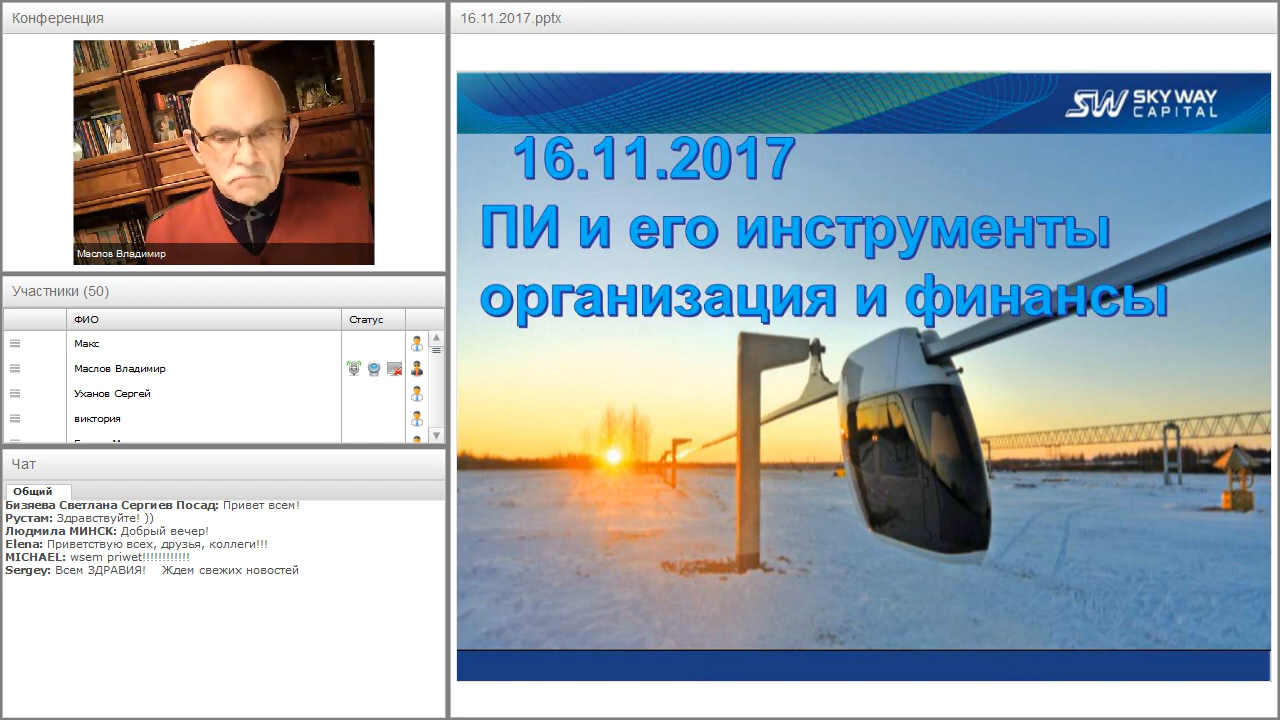 Конференция
Маслов Владимир
Участники (50)
ФИО
Статус
Макс
Маслов Владимир
Уханов Сергей
виктория
Чат
Общий
Бизяева Светлана Сергиев Посад: Привет всем!
Рустам: Здравствуйте! ))
Людмила МИНСК: Добрый вечер!
Elena: Приветствую всех, друзья, коллеги!!!
MICHAEL: wsem priwet!!!!!!!!!!!!
Sergey: Всем ЗДРАВИЯ! Ждем свежих новостей
16.11.2017.pptx
SW SKY WAY
CAPITAL
16.11.2017
ПИ и его инструменты
организация и финансы